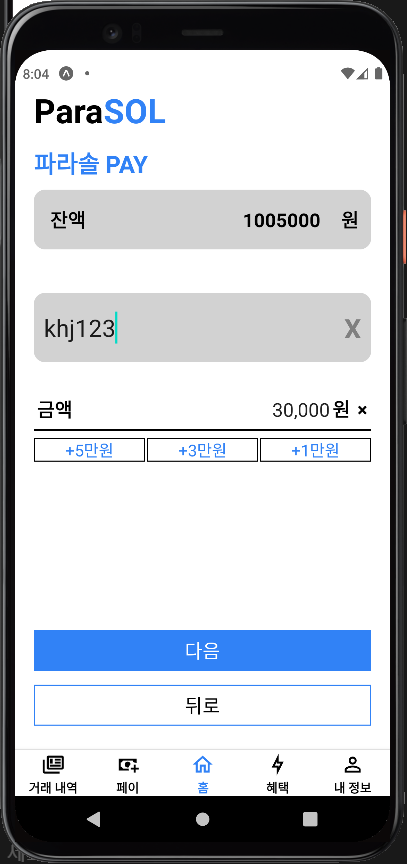 8:04
ParaSOL
파라솔 PAY
잔액 1005000 원
khj123 X
금액 30,000 원 ×
+5만원 +3만원 +1만원
다음
뒤로
거래 내역 페이 홈 혜택 내 정보